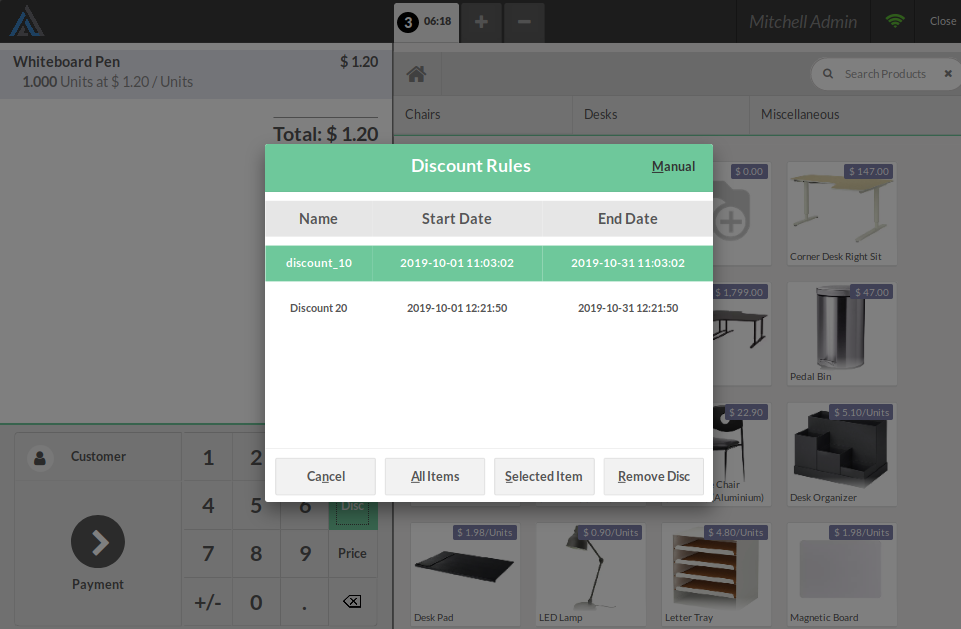 3 06:18 + −
Mitchell Admin
Close
Whiteboard Pen $ 1.20
1.000 Units at $ 1.20 / Units
Total: $ 1.20
Search Products
Chairs Desks Miscellaneous
Discount Rules Manual
Name Start Date End Date
discount_10 2019-10-01 11:03:02 2019-10-31 11:03:02
Discount 20 2019-10-01 12:21:50 2019-10-31 12:21:50
Cancel All Items Selected Item Remove Disc
$ 0.00
$ 147.00
Corner Desk Right Sit
$ 1,799.00
$ 47.00
Pedal Bin
$ 22.90
Chair
Aluminium)
$ 5.10/Units
Desk Organizer
$ 1.98/Units
Desk Pad
$ 0.90/Units
LED Lamp
$ 4.80/Units
Letter Tray
$ 1.98/Units
Magnetic Board
Customer
Payment
1 2
4 5 6 Disc
7 8 9 Price
+/- 0 .